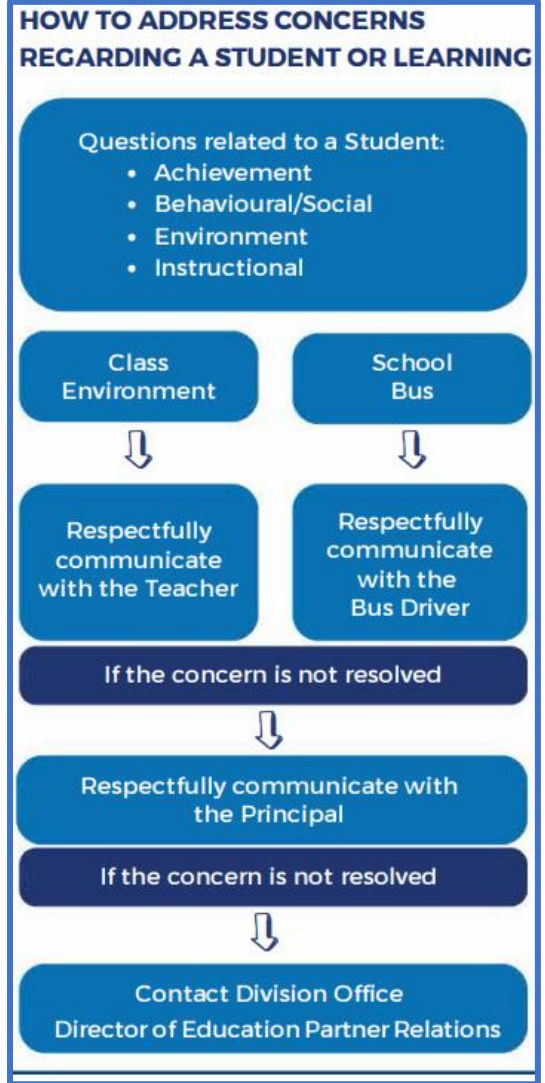 HOW TO ADDRESS CONCERNS
REGARDING A STUDENT OR LEARNING
Questions related to a Student:
• Achievement
• Behavioural/Social
• Environment
• Instructional
Class
Environment
School
Bus
Respectfully
communicate
with the Teacher
Respectfully
communicate
with the
Bus Driver
If the concern is not resolved
Respectfully communicate with
the Principal
If the concern is not resolved
Contact Division Office
Director of Education Partner Relations